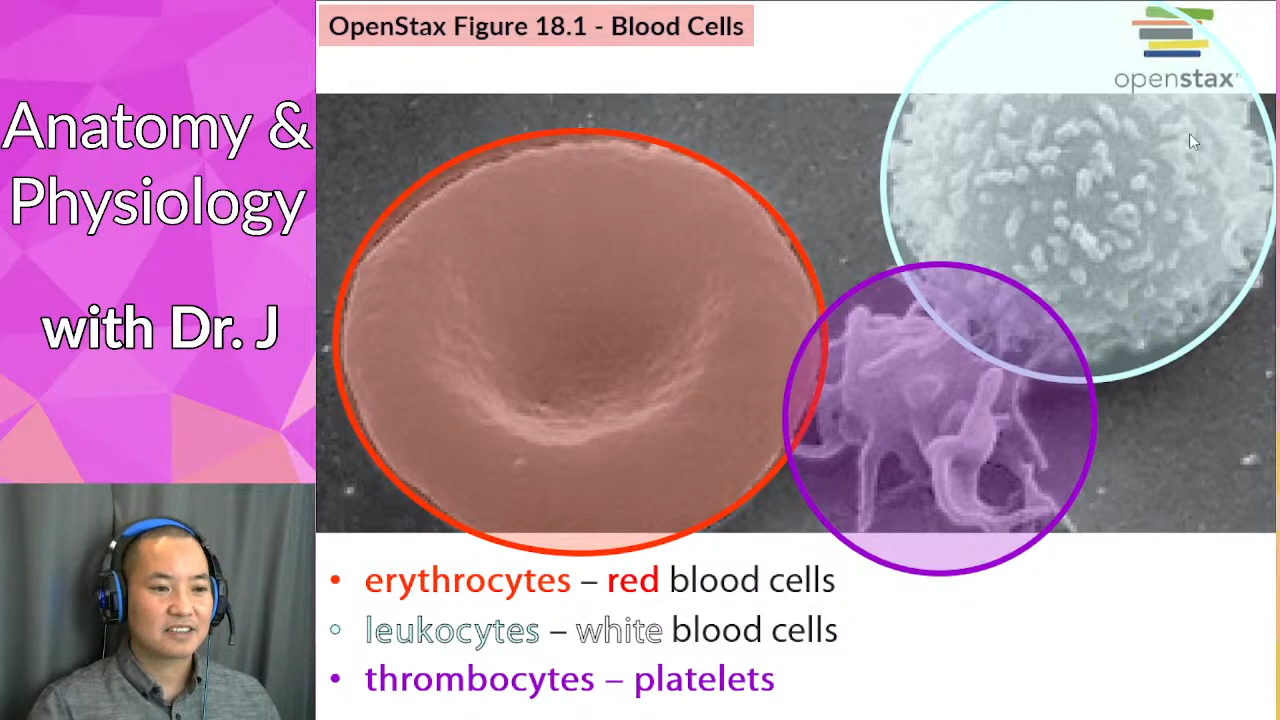 Anatomy &
Physiology
with Dr. J
OpenStax Figure 18.1 - Blood Cells
openstax™
• erythrocytes – red blood cells
○ leukocytes – white blood cells
• thrombocytes – platelets